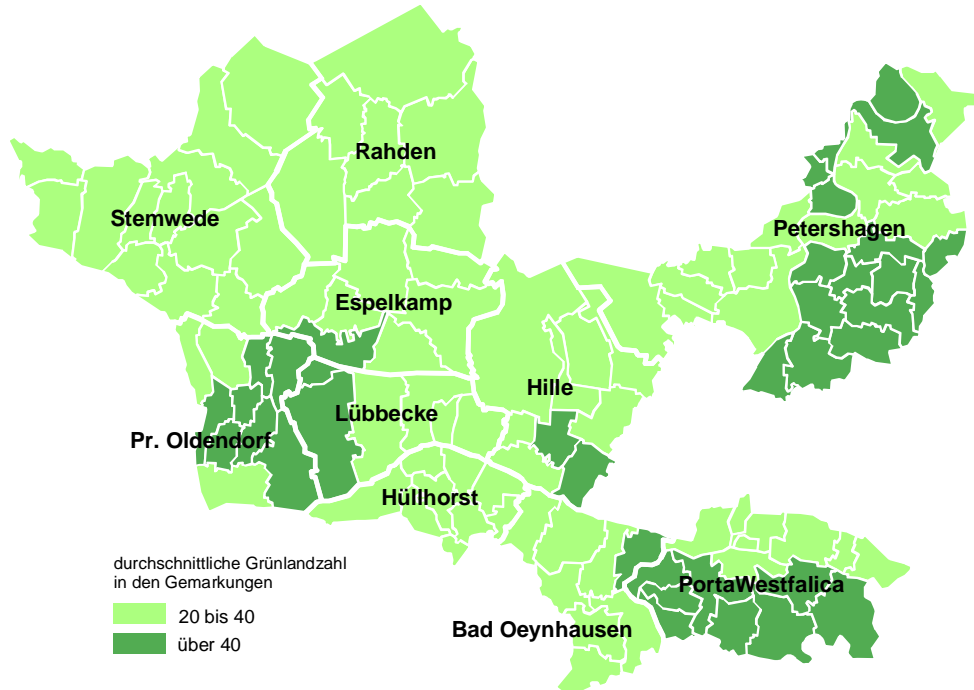 Rahden
Stemwede
Petershagen
Espelkamp
Hille
Lübbecke
Pr. Oldendorf
Hüllhorst
durchschnittliche Grünlandzahl
in den Gemarkungen
20 bis 40
über 40
PortaWestfalica
Bad Oeynhausen